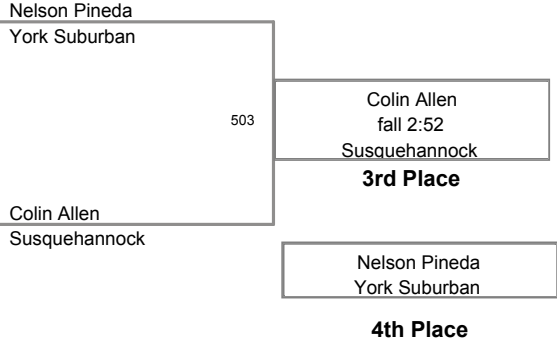 Nelson Pineda
York Suburban
503
Colin Allen
fall 2:52
Susquehannock
3rd Place
Colin Allen
Susquehannock
Nelson Pineda
York Suburban
4th Place